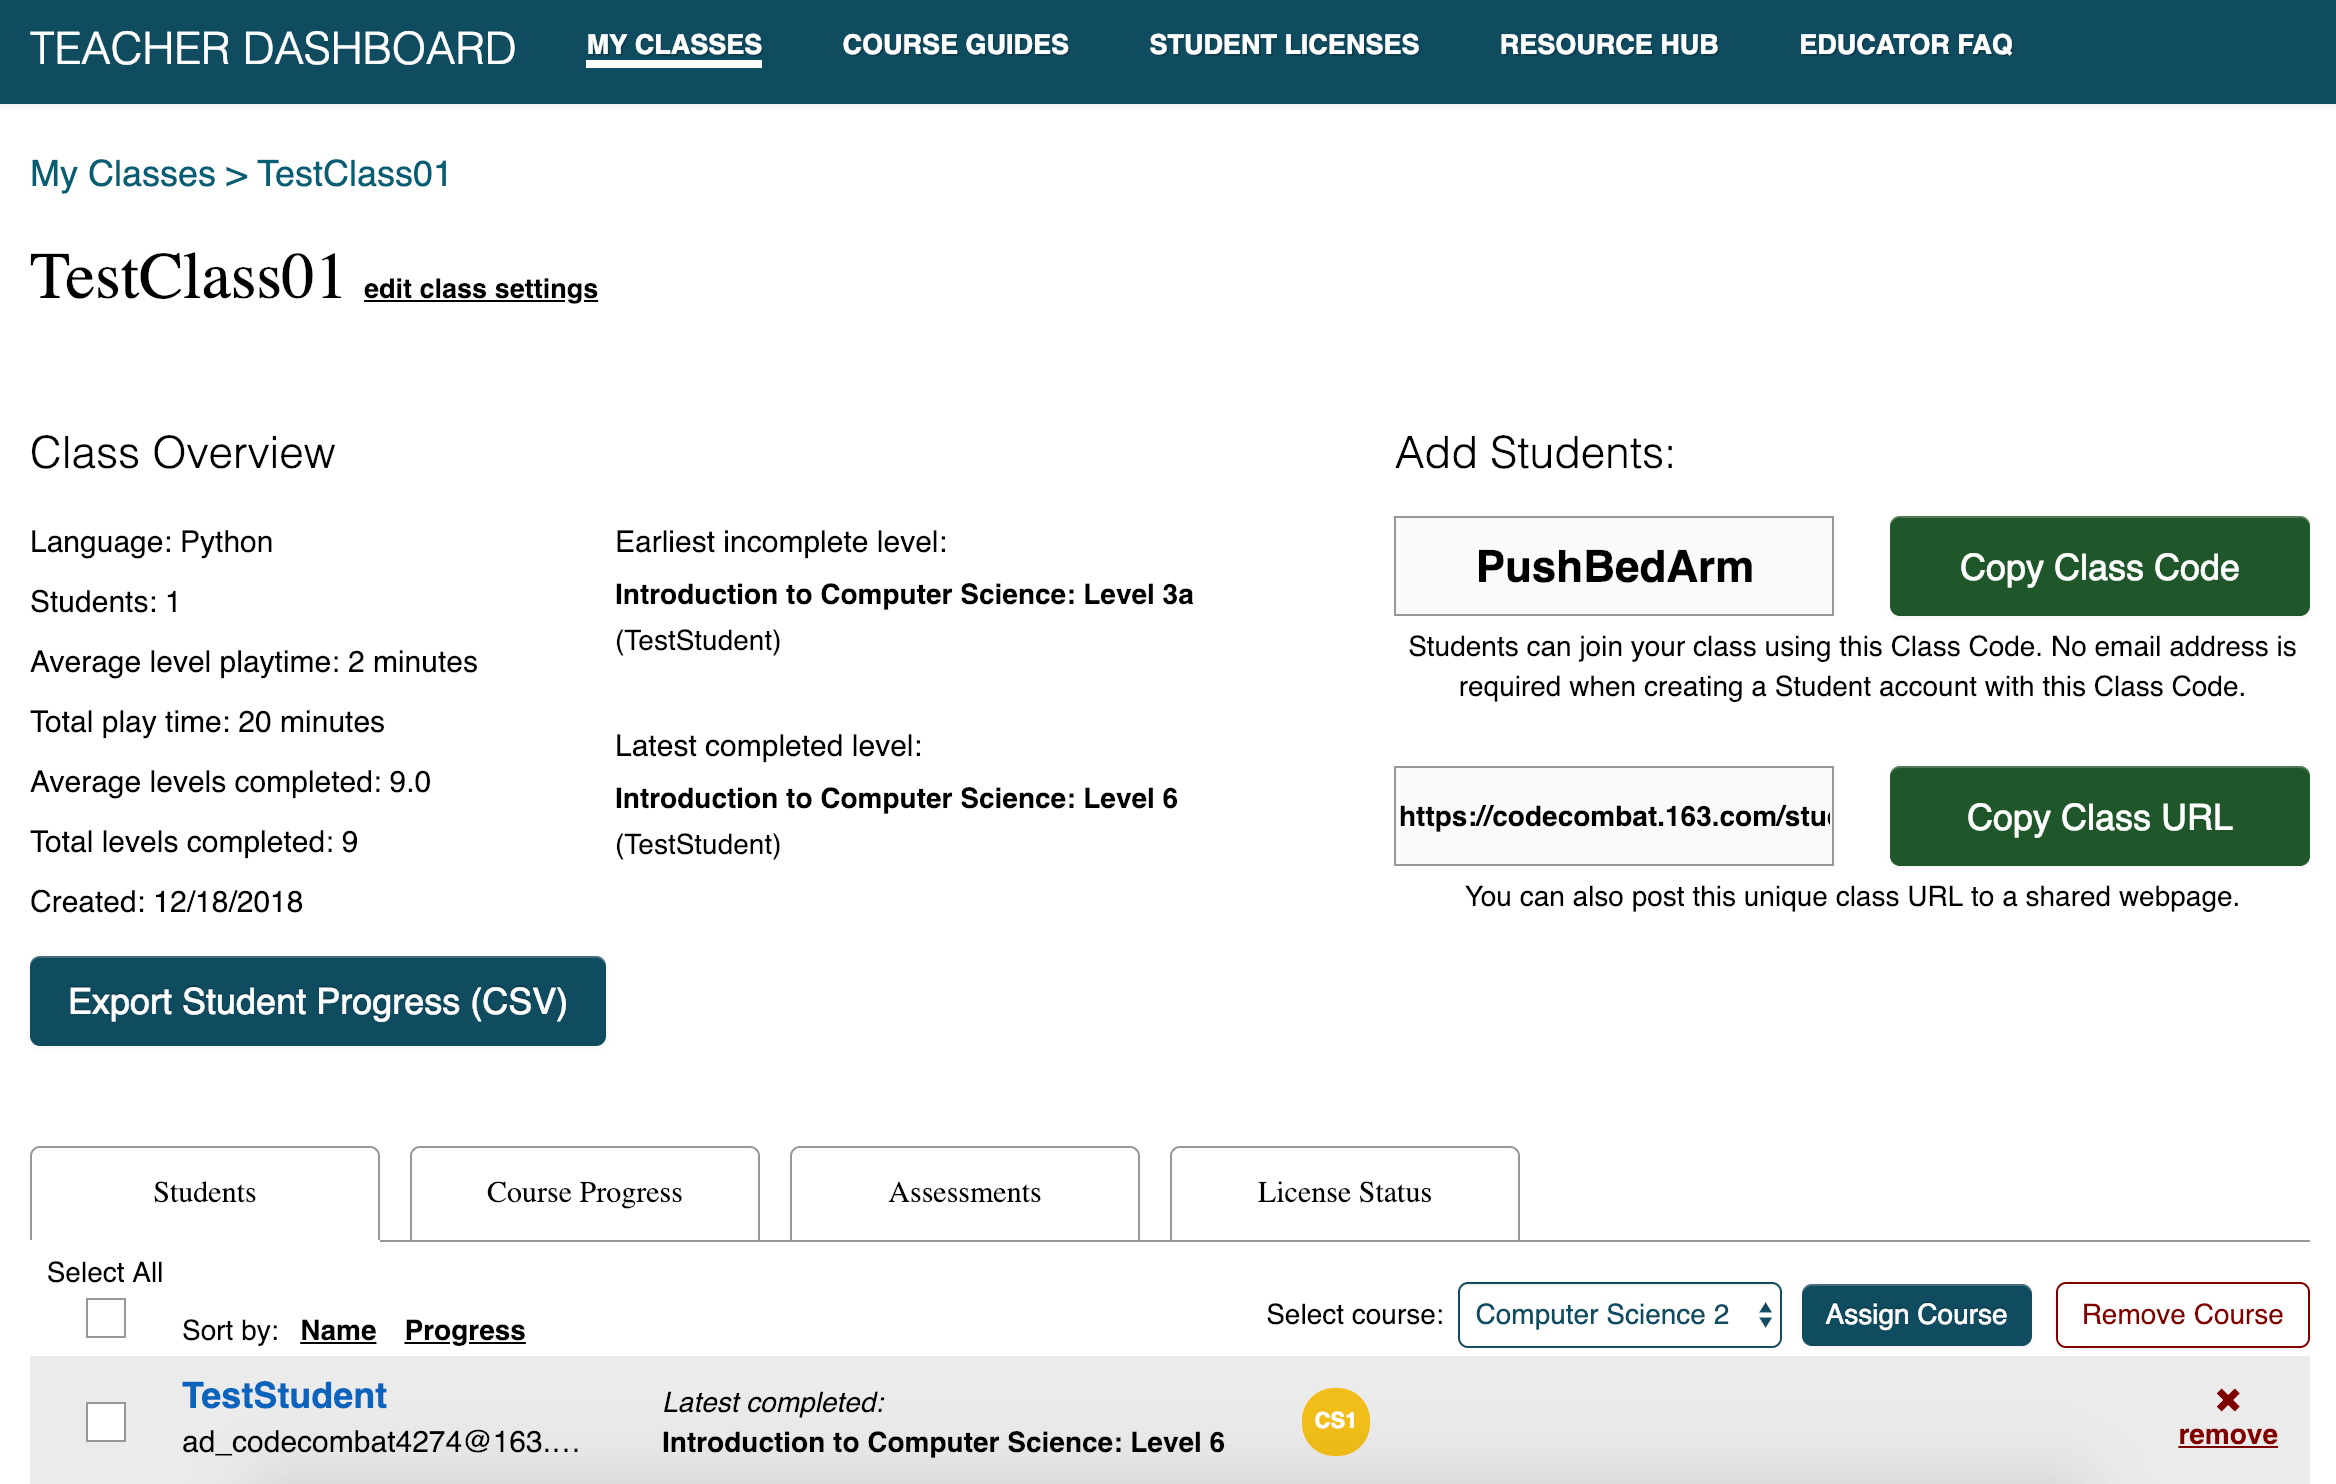 TEACHER DASHBOARD MY CLASSES COURSE GUIDES STUDENT LICENSES RESOURCE HUB EDUCATOR FAQ
My Classes > TestClass01
TestClass01 edit class settings
Class Overview
Language: Python
Students: 1
Average level playtime: 2 minutes
Total play time: 20 minutes
Average levels completed: 9.0
Total levels completed: 9
Created: 12/18/2018
Earliest incomplete level:
Introduction to Computer Science: Level 3a
(TestStudent)
Latest completed level:
Introduction to Computer Science: Level 6
(TestStudent)
Add Students:
PushBedArm Copy Class Code
Students can join your class using this Class Code. No email address is
required when creating a Student account with this Class Code.
https://codecombat.163.com/stu Copy Class URL
You can also post this unique class URL to a shared webpage.
Export Student Progress (CSV)
Students Course Progress Assessments License Status
Select All
Sort by: Name Progress Select course: Computer Science 2 Assign Course Remove Course
TestStudent
ad_codecombat4274@163....
Latest completed:
Introduction to Computer Science: Level 6
CS1
✖
remove